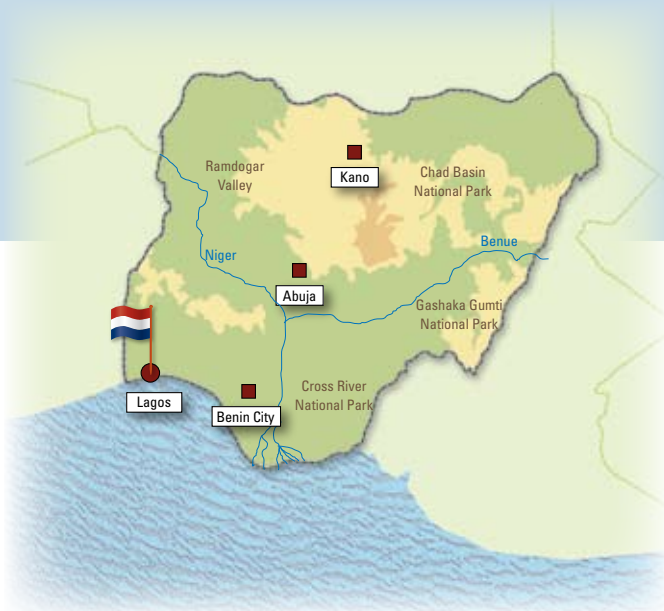 Ramdogar
Valley
Kano
Chad Basin
National Park
Benue
Niger
Abuja
Gashaka Gumti
National Park
Lagos
Cross River
National Park
Benin City